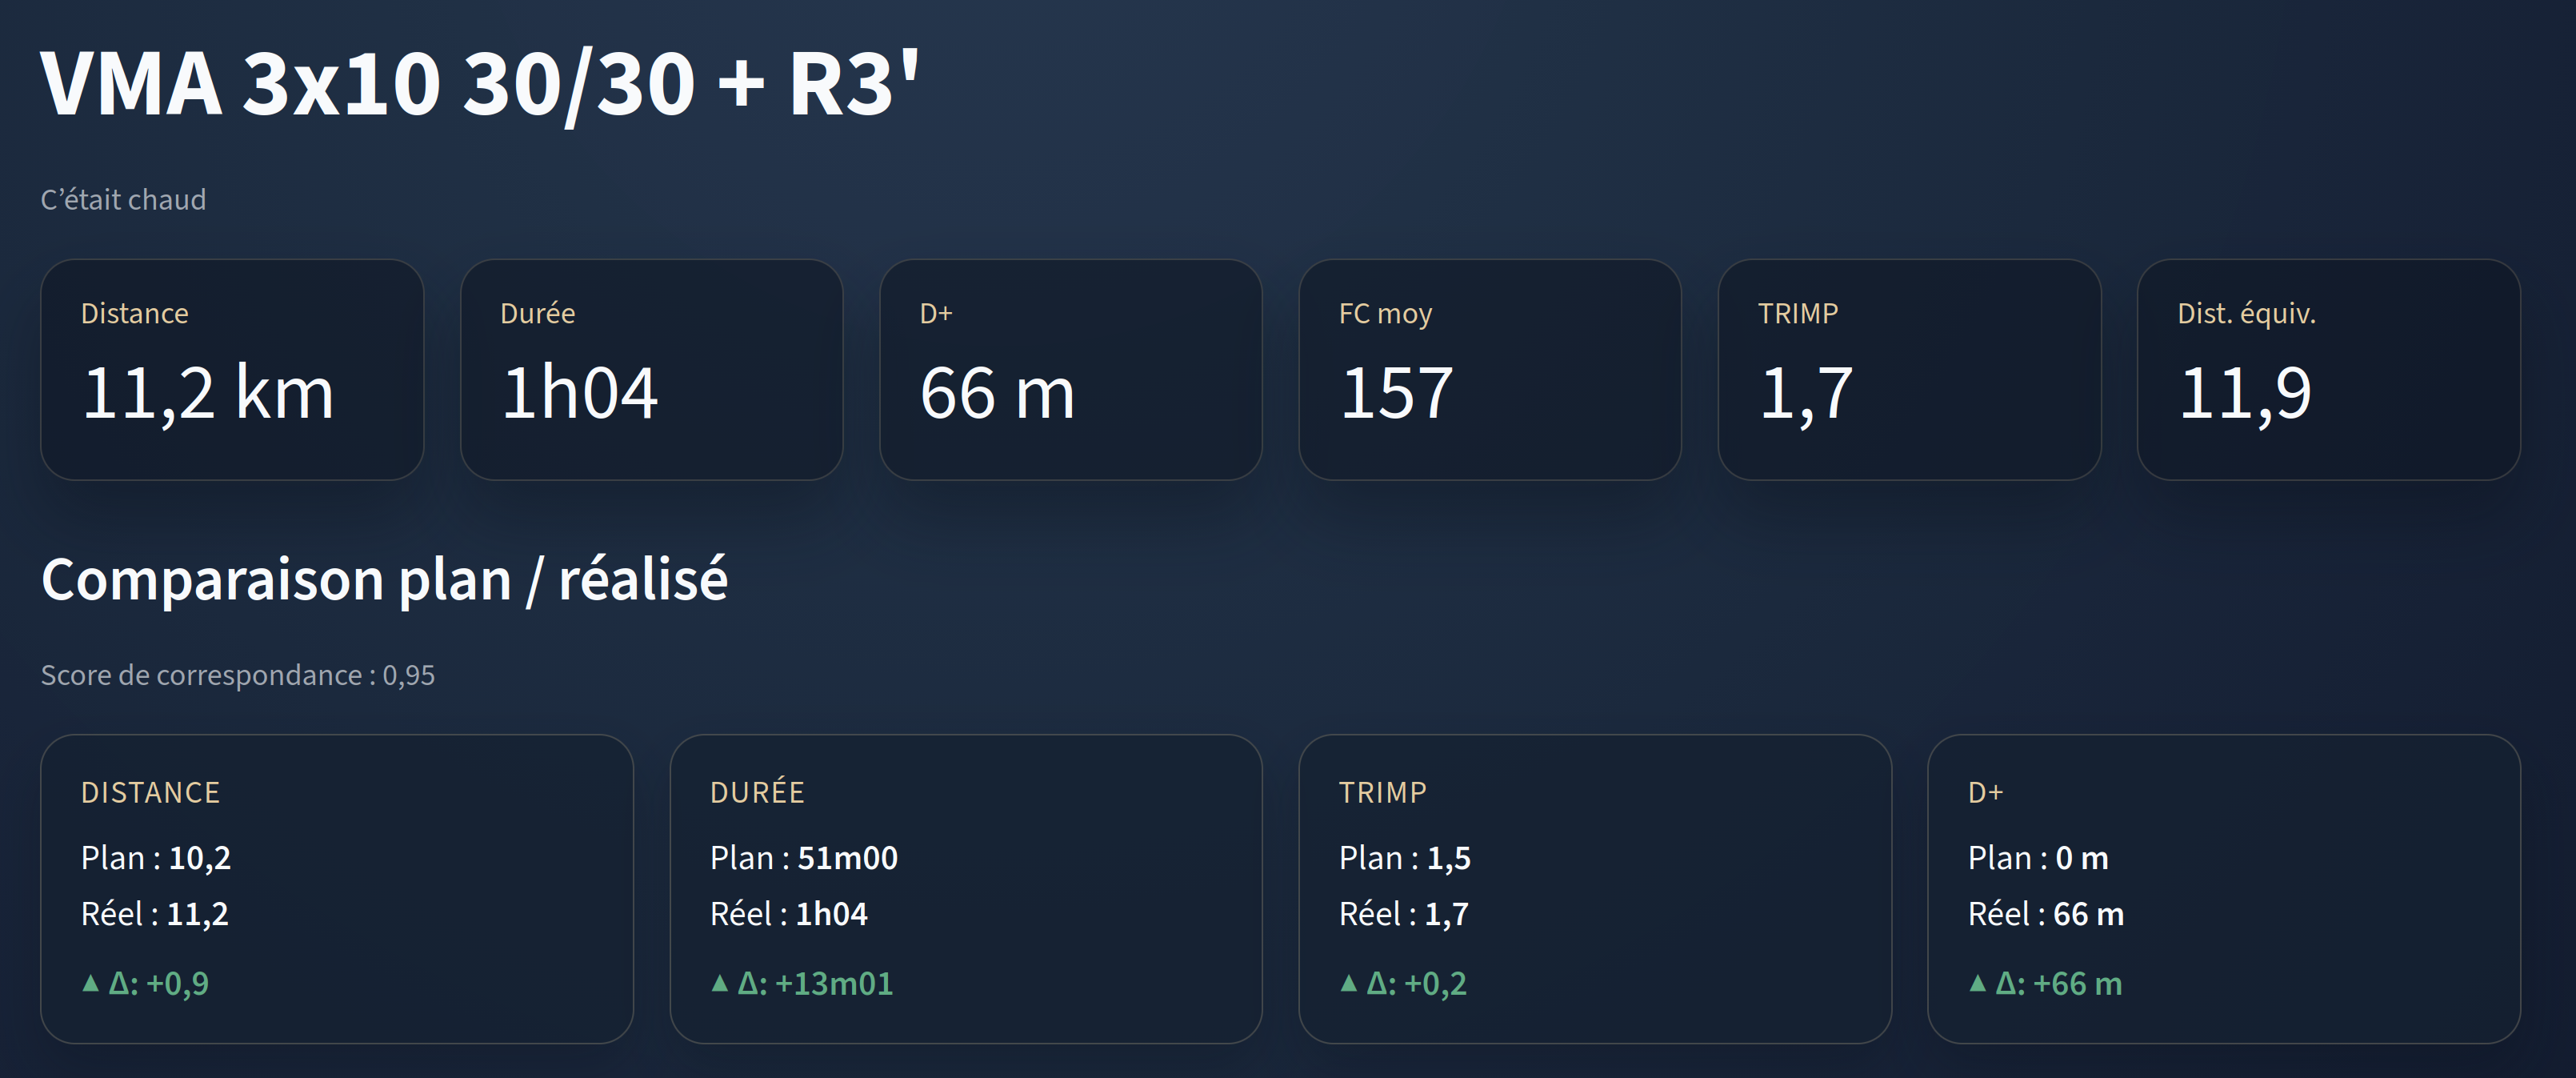 VMA 3x10 30/30 + R3'
C’était chaud
Distance
11,2 km
Durée
1h04
D+
66 m
FC moy
157
TRIMP
1,7
Dist. équiv.
11,9
Comparaison plan / réalisé
Score de correspondance : 0,95
DISTANCE
Plan : 10,2
Réel : 11,2
▲ Δ: +0,9
DURÉE
Plan : 51m00
Réel : 1h04
▲ Δ: +13m01
TRIMP
Plan : 1,5
Réel : 1,7
▲ Δ: +0,2
D+
Plan : 0 m
Réel : 66 m
▲ Δ: +66 m